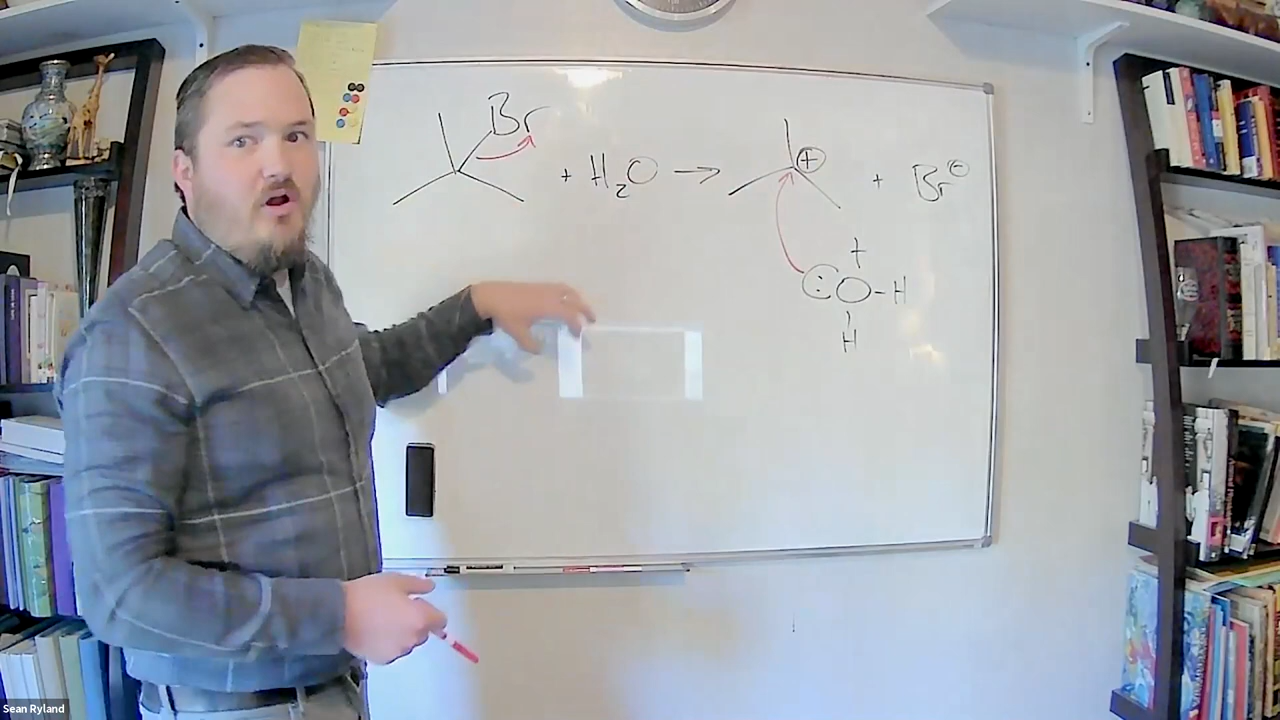 Br + H₂O → ⊕ + Br⊖
+
:O-H
H
Sean Ryland